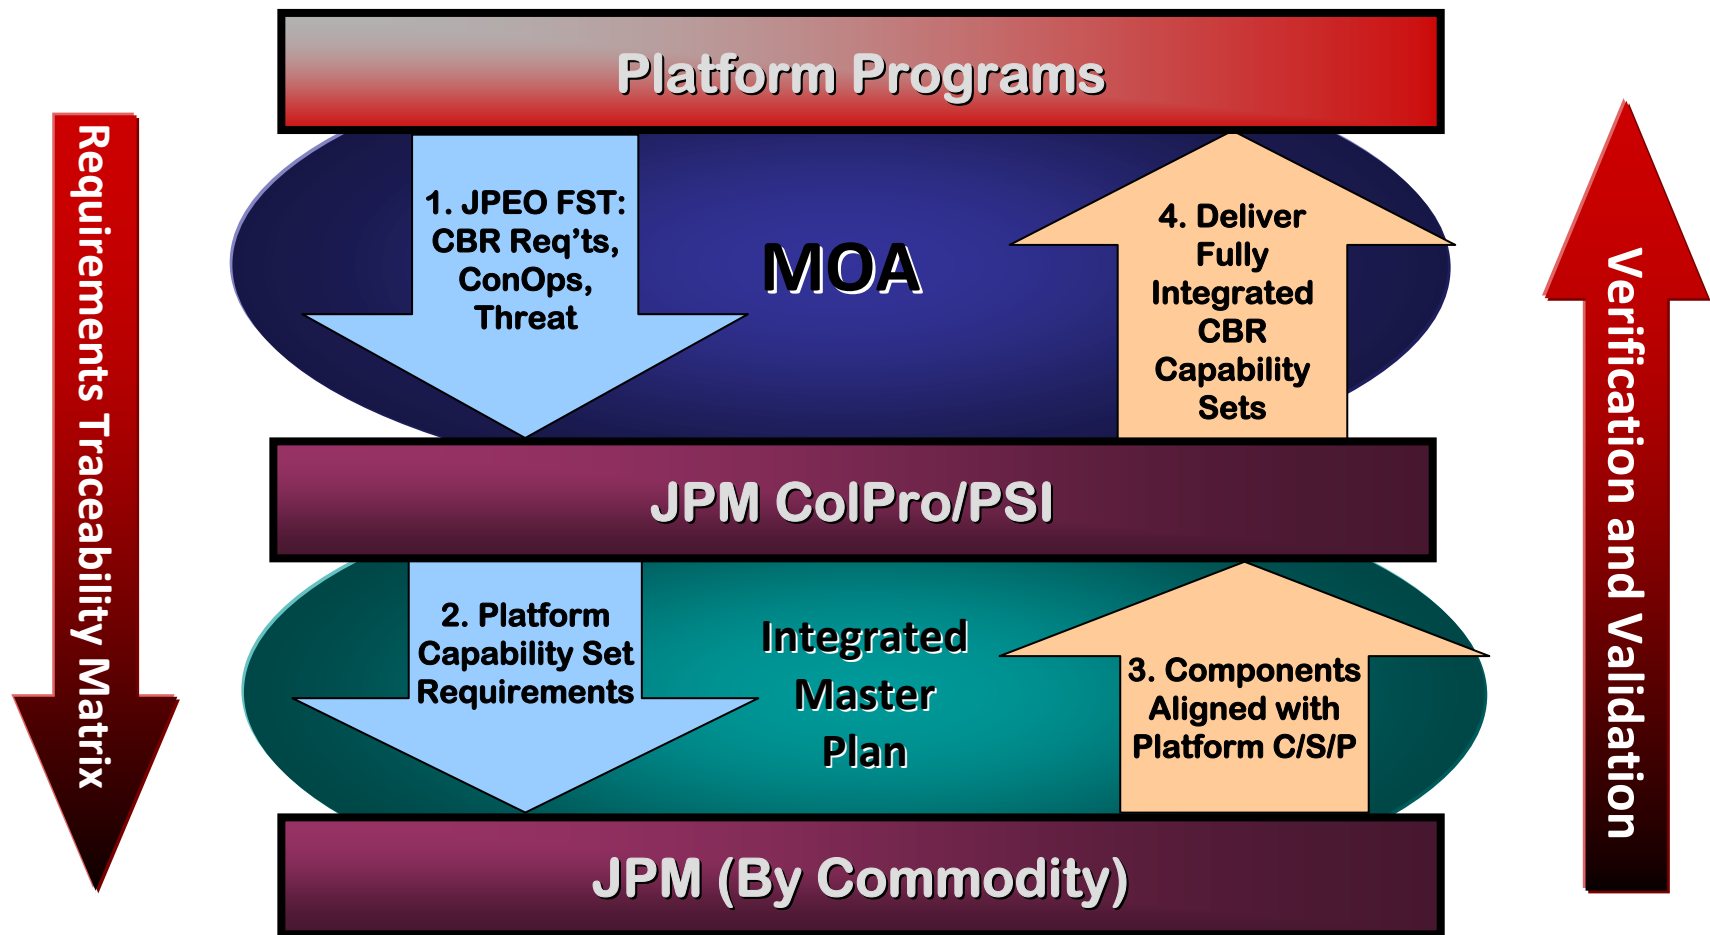 Platform Programs
Requirements Traceability Matrix
1. JPEO FST:
CBR Req’ts,
ConOps,
Threat
MOA
4. Deliver
Fully
Integrated
CBR
Capability
Sets
Verification and Validation
JPM ColPro/PSI
2. Platform
Capability Set
Requirements
Integrated
Master
Plan
3. Components
Aligned with
Platform C/S/P
JPM (By Commodity)